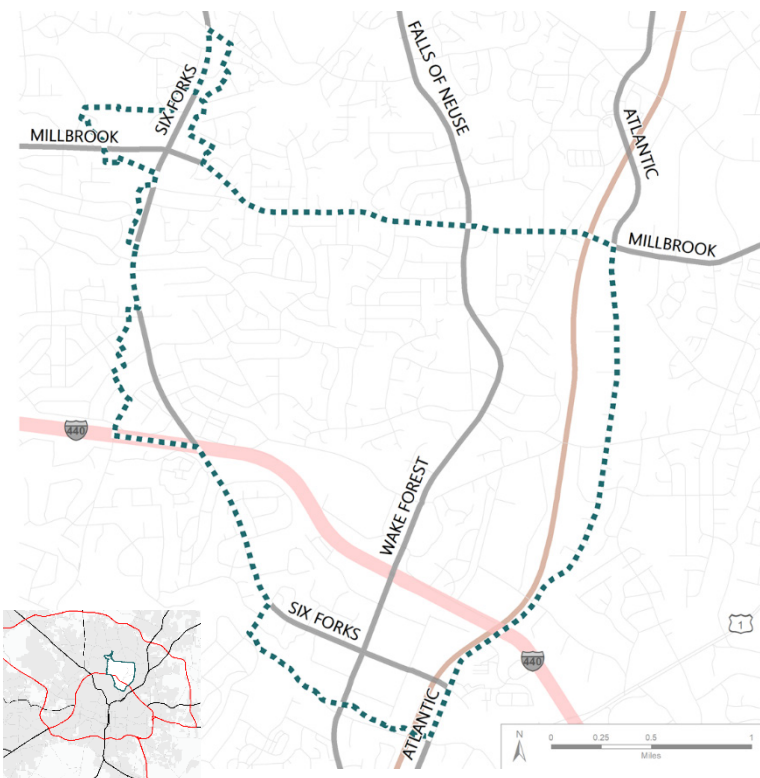 FALLS OF NEUSE
SIX FORKS
ATLANTIC
MILLBROOK
MILLBROOK
440
WAKE FOREST
SIX FORKS
1
440
ATLANTIC
N
0 0.25 0.5 1
Miles